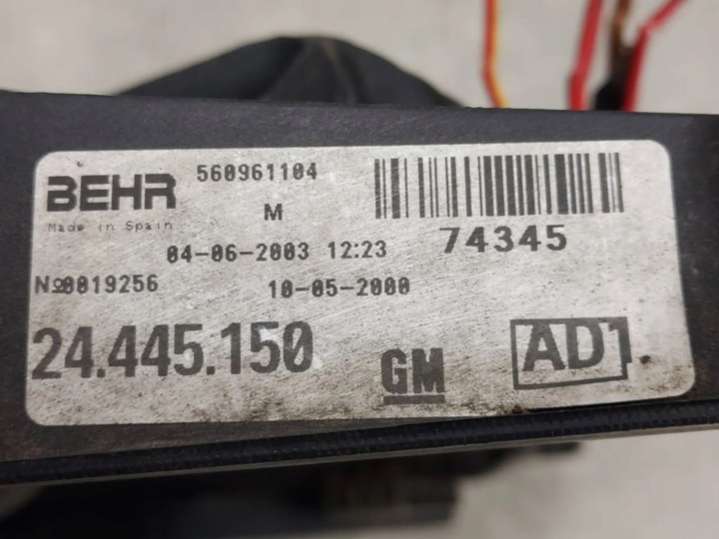 BEHR
560961104
Made in Spain
M
04-06-2003 12:23
74345
№0019256
10-05-2000
24.445.150
GM
AD1.